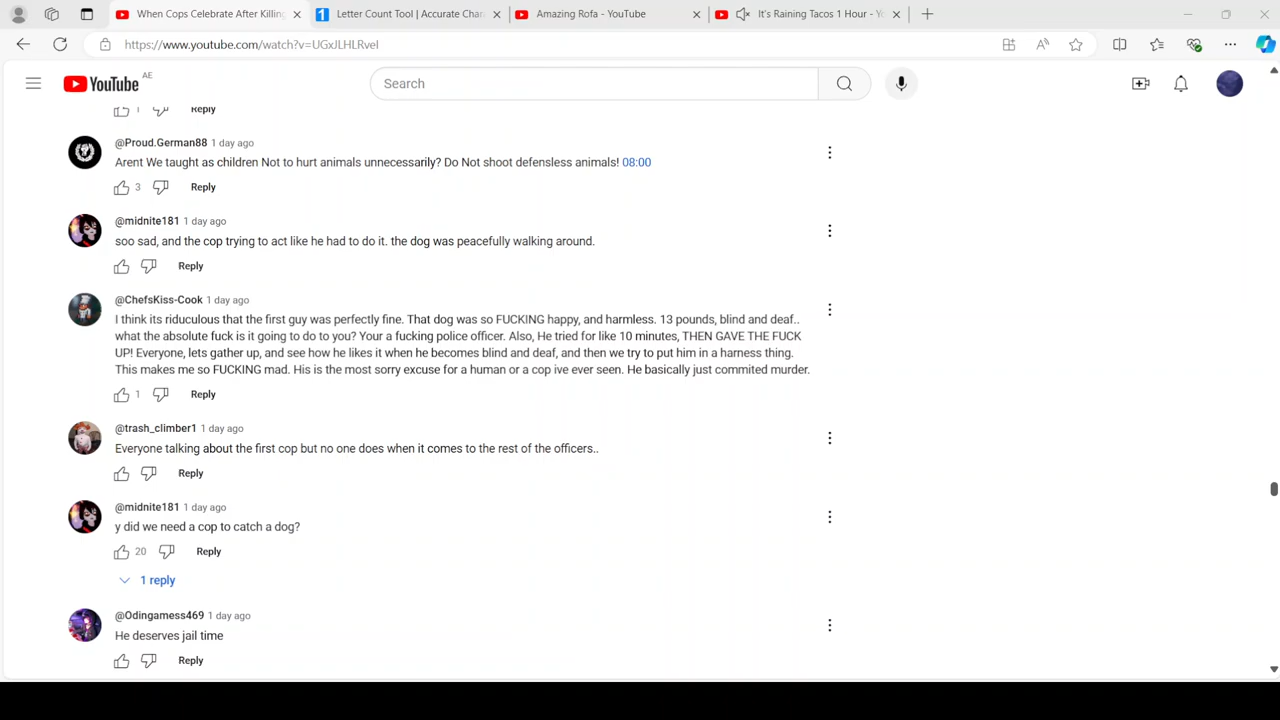 When Cops Celebrate After Killing
Letter Count Tool | Accurate Chara
Amazing Rofa - YouTube
It's Raining Tacos 1 Hour - Yo
https://www.youtube.com/watch?v=UGxJLHLRveI
YouTube AE
Search
1 Reply
@Proud.German88 1 day ago
Arent We taught as children Not to hurt animals unnecessarily? Do Not shoot defensless animals! 08:00
3 Reply
@midnite181 1 day ago
soo sad, and the cop trying to act like he had to do it. the dog was peacefully walking around.
Reply
@ChefsKiss-Cook 1 day ago
I think its riduculous that the first guy was perfectly fine. That dog was so FUCKING happy, and harmless. 13 pounds, blind and deaf..
what the absolute fuck is it going to do to you? Your a fucking police officer. Also, He tried for like 10 minutes, THEN GAVE THE FUCK
UP! Everyone, lets gather up, and see how he likes it when he becomes blind and deaf, and then we try to put him in a harness thing.
This makes me so FUCKING mad. His is the most sorry excuse for a human or a cop ive ever seen. He basically just commited murder.
1 Reply
@trash_climber1 1 day ago
Everyone talking about the first cop but no one does when it comes to the rest of the officers..
Reply
@midnite181 1 day ago
y did we need a cop to catch a dog?
20 Reply
1 reply
@Odingamess469 1 day ago
He deserves jail time
Reply